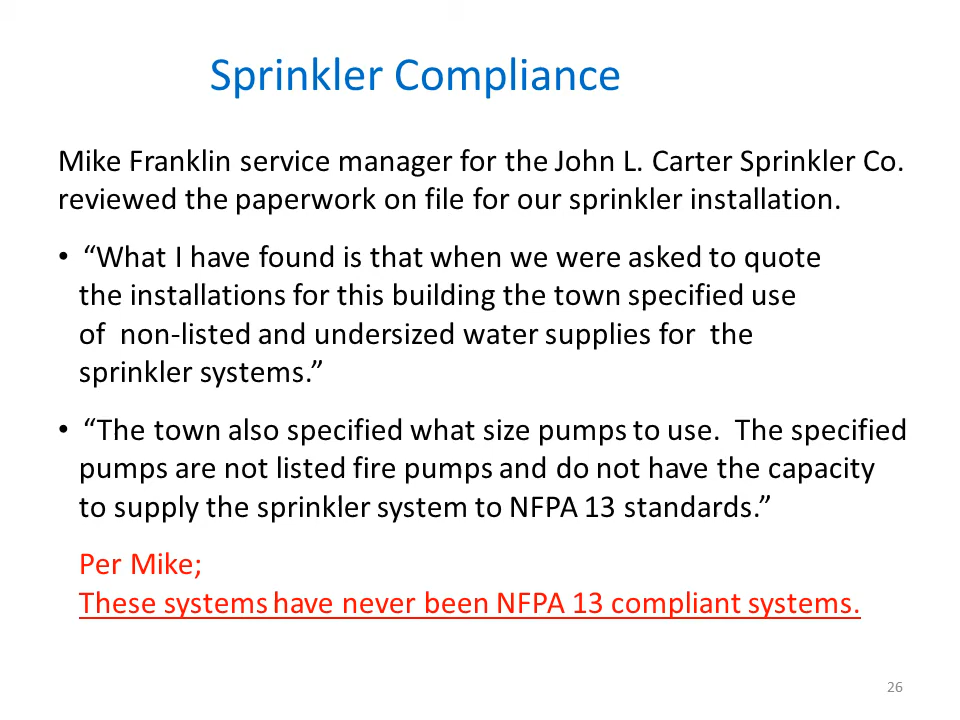 Sprinkler Compliance
Mike Franklin service manager for the John L. Carter Sprinkler Co.
reviewed the paperwork on file for our sprinkler installation.
• “What I have found is that when we were asked to quote
the installations for this building the town specified use
of  non-listed and undersized water supplies for  the
sprinkler systems.”
• “The town also specified what size pumps to use.  The specified
pumps are not listed fire pumps and do not have the capacity
to supply the sprinkler system to NFPA 13 standards.”
Per Mike;
These systems have never been NFPA 13 compliant systems.
26